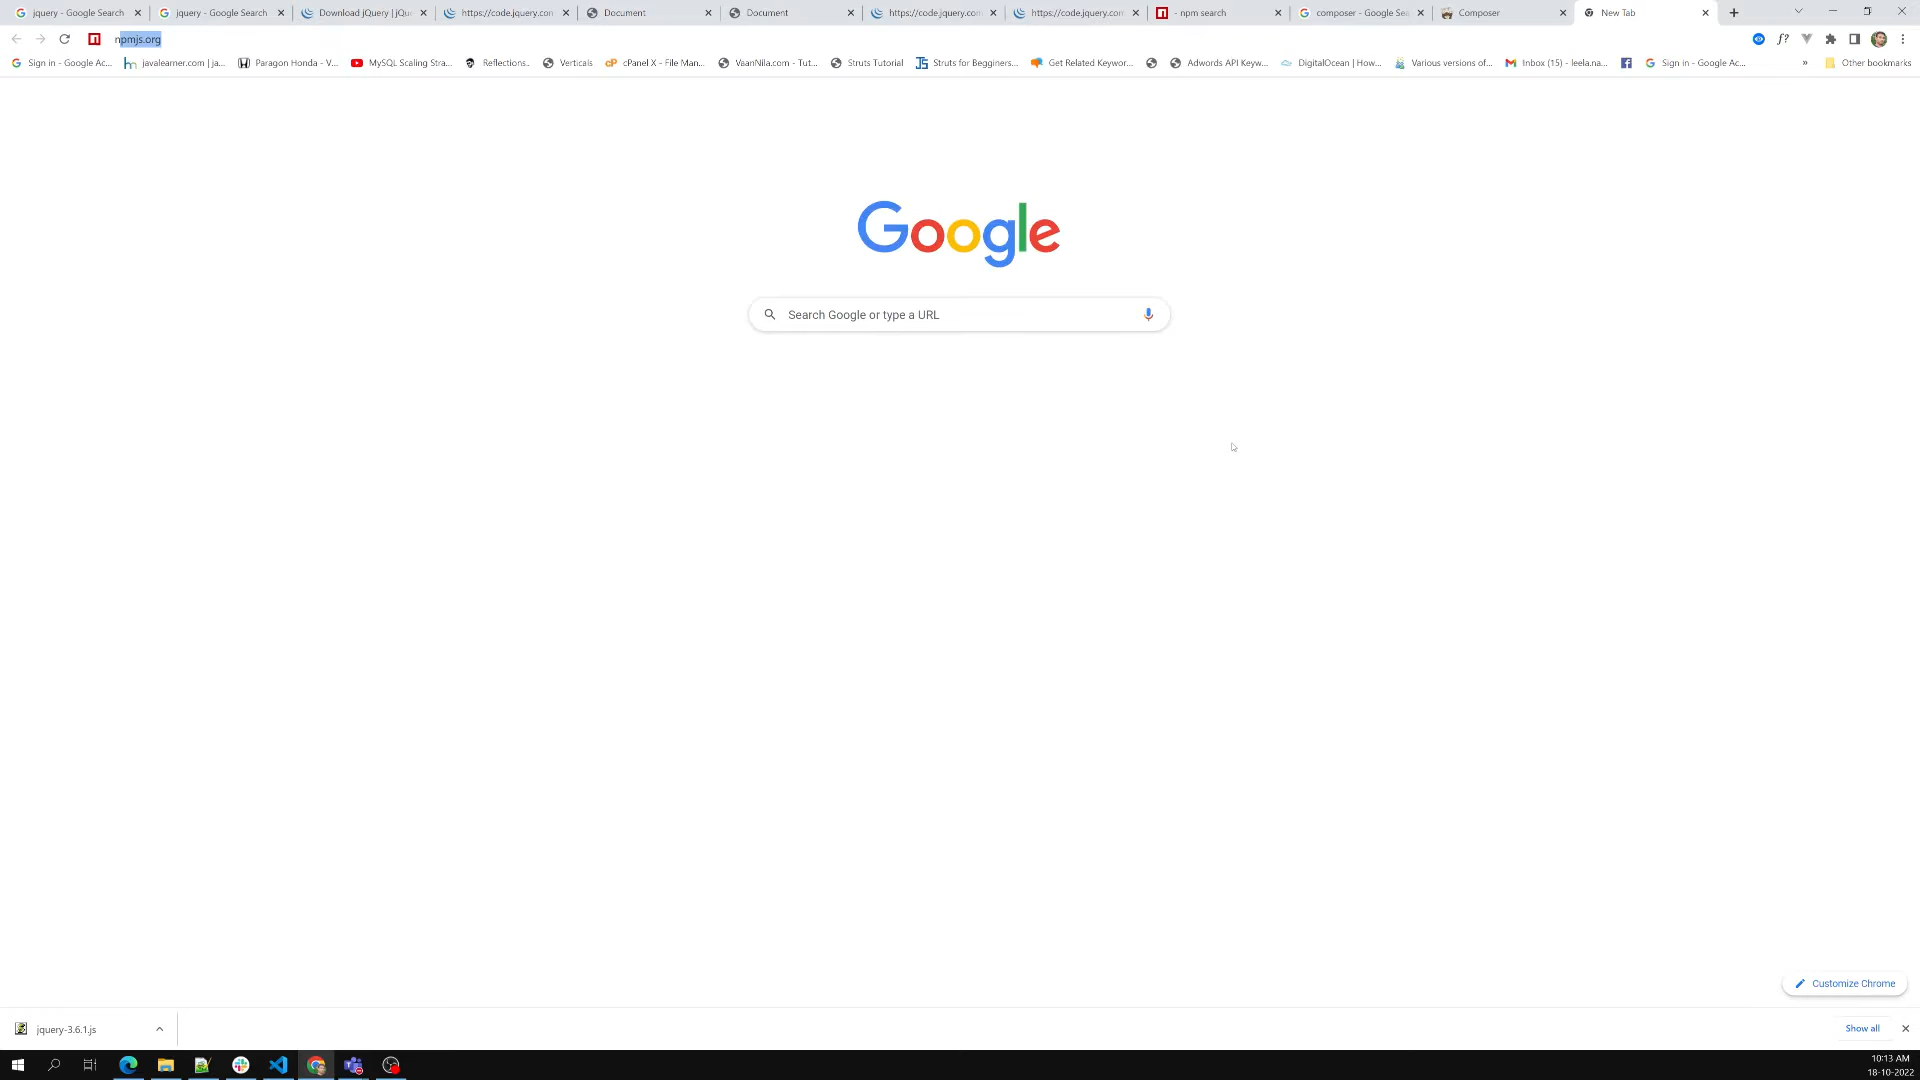 jquery - Google Search
jquery - Google Search
Download jQuery | jQu
https://code.jquery.con
Document
Document
https://code.jquery.con
https://code.jquery.com
- npm search
composer - Google Sea
Composer
New Tab
npmjs.org
Sign in - Google Ac...
javalearner.com | ja...
Paragon Honda - V...
MySQL Scaling Stra...
Reflections..
Verticals
cPanel X - File Man...
VaanNila.com - Tut...
Struts Tutorial
Struts for Begginers...
Get Related Keywor...
Adwords API Keyw...
DigitalOcean | How...
Various versions of...
Inbox (15) - leela.na...
Sign in - Google Ac...
Other bookmarks
Google
Search Google or type a URL
Customize Chrome
jquery-3.6.1.js
Show all
10:13 AM
18-10-2022